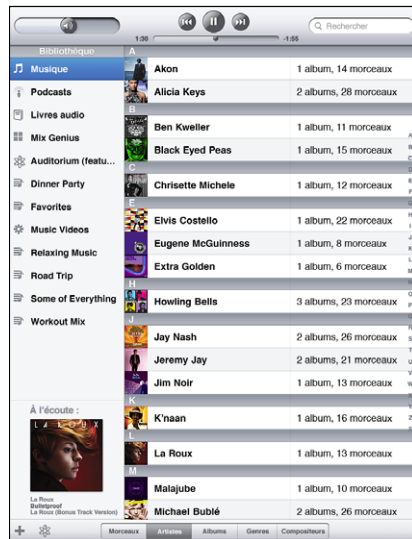 Rechercher
1:38
-1:55
Bibliothèque
Musique
Podcasts
Livres audio
Mix Genius
Auditorium (featu...
Dinner Party
Favorites
Music Videos
Relaxing Music
Road Trip
Some of Everything
Workout Mix
À l'écoute :
LA ROUX
La Roux
Bulletproof
La Roux (Bonus Track Version)
A
Akon 1 album, 14 morceaux
Alicia Keys 2 albums, 28 morceaux
B
Ben Kweller 1 album, 11 morceaux
Black Eyed Peas 1 album, 15 morceaux
C
Chrisette Michele 1 album, 12 morceaux
E
Elvis Costello 1 album, 22 morceaux
Eugene McGuinness 1 album, 8 morceaux
Extra Golden 1 album, 6 morceaux
H
Howling Bells 3 albums, 23 morceaux
J
Jay Nash 2 albums, 26 morceaux
Jeremy Jay 2 albums, 21 morceaux
Jim Noir 1 album, 13 morceaux
K
K'naan 1 album, 16 morceaux
L
La Roux 1 album, 13 morceaux
M
Malajube 1 album, 10 morceaux
Michael Bublé 2 albums, 26 morceaux
Morceaux Artistes Albums Genres Compositeurs